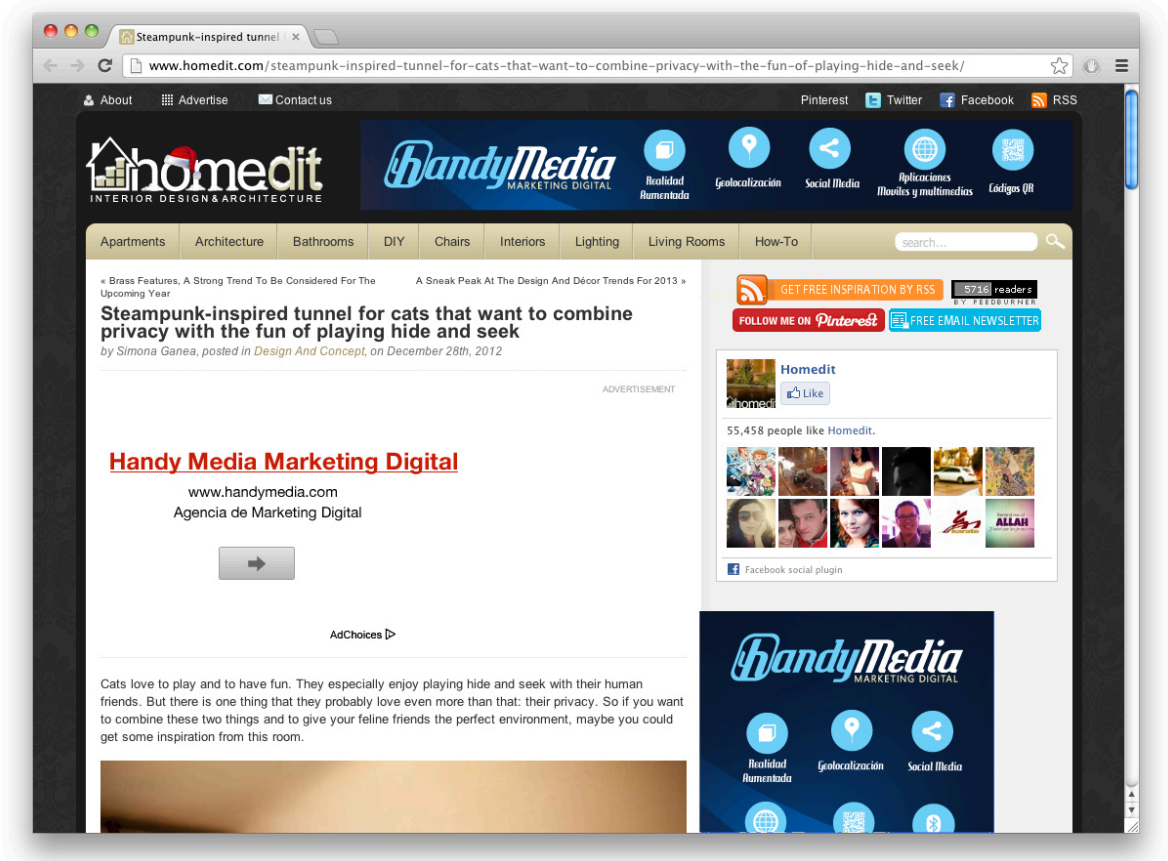 Steampunk-inspired tunnel f
www.homedit.com/steampunk-inspired-tunnel-for-cats-that-want-to-combine-privacy-with-the-fun-of-playing-hide-and-seek/
About Advertise Contact us Pinterest Twitter Facebook RSS
homedit
INTERIOR DESIGN & ARCHITECTURE
handyMedia
MARKETING DIGITAL
Realidad Aumentada
Geolocalización
Social Media
Aplicaciones Moviles y multimedias
Códigos QR
Apartments Architecture Bathrooms DIY Chairs Interiors Lighting Living Rooms How-To search...
« Brass Features, A Strong Trend To Be Considered For The
Upcoming Year
A Sneak Peak At The Design And Décor Trends For 2013 »
Steampunk-inspired tunnel for cats that want to combine
privacy with the fun of playing hide and seek
by Simona Ganea, posted in Design And Concept, on December 28th, 2012
ADVERTISEMENT
Handy Media Marketing Digital
www.handymedia.com
Agencia de Marketing Digital
AdChoices
Cats love to play and to have fun. They especially enjoy playing hide and seek with their human
friends. But there is one thing that they probably love even more than that: their privacy. So if you want
to combine these two things and to give your feline friends the perfect environment, maybe you could
get some inspiration from this room.
GET FREE INSPIRATION BY RSS
5716 readers
BY FEEDBURNER
FOLLOW ME ON Pinterest
FREE EMAIL NEWSLETTER
homedit
Homedit
Like
55,458 people like Homedit.
karate
ALLAH
Facebook social plugin
handyMedia
MARKETING DIGITAL
Realidad
Aumentada
Geolocalización
Social Media